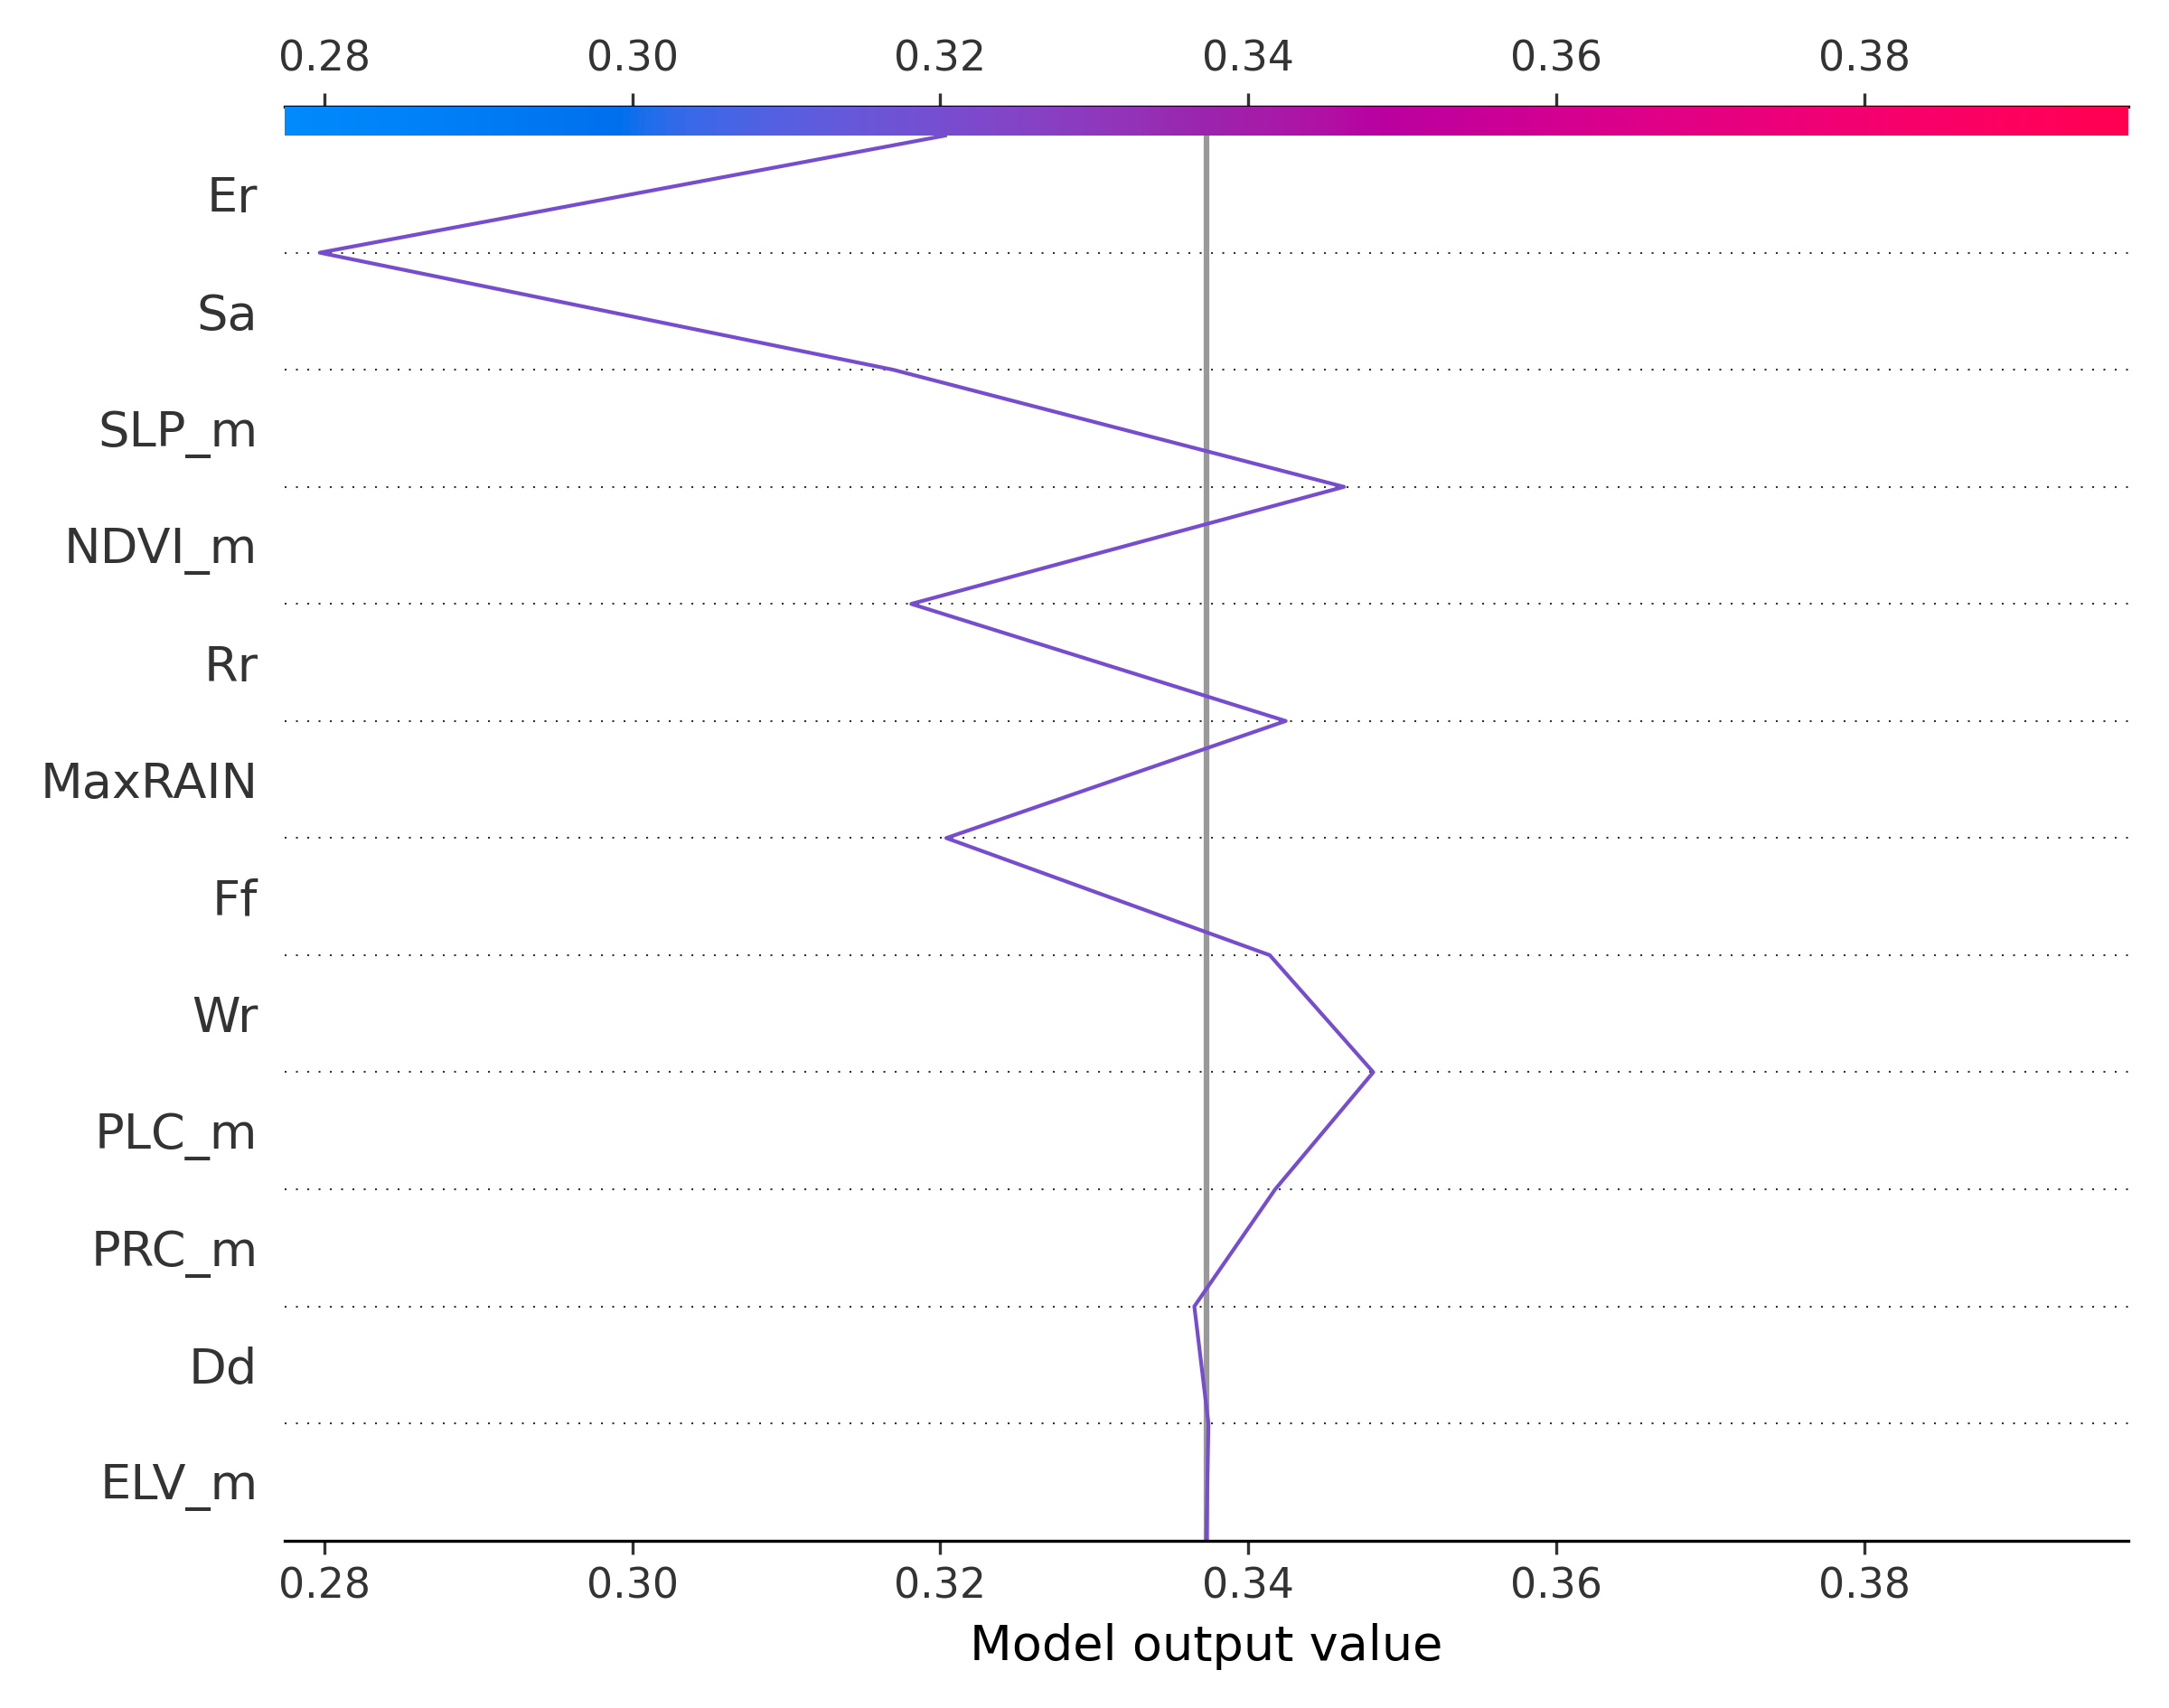 0.28 0.30 0.32 0.34 0.36 0.38
Er
Sa
SLP_m
NDVI_m
Rr
MaxRAIN
Ff
Wr
PLC_m
PRC_m
Dd
ELV_m
0.28 0.30 0.32 0.34 0.36 0.38
Model output value